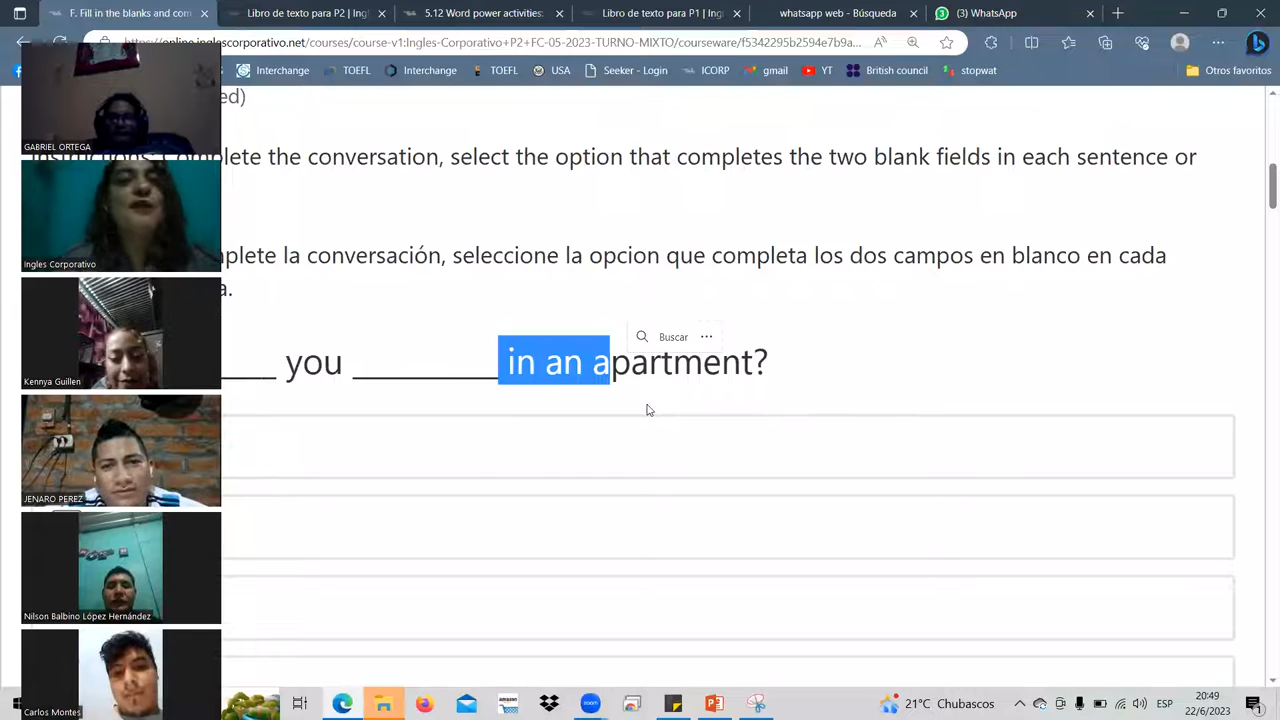 F. Fill in the
Libro de texto para P2 | Ing
5.12 Word power activities
Libro de texto para P1 | Ing
whatsapp web - Búsqueda
(3) WhatsApp
https://online.inglescorporativo.net/courses/course-v1:Ingles-Corporativo+P2+FC-05-2023-TURNO-MIXTO/courseware/f5342295b2594e7b9a...
Interchange
TOEFL
Interchange
TOEFL
USA
Seeker - Login
ICORP
gmail
YT
British council
stopwat
Otros favoritos
ed)
GABRIEL ORTEGA
Instructions: Complete the conversation, select the option that completes the two blank fields in each sentence or
plete la conversación, seleccione la opcion que completa los dos campos en blanco en cada
Ingles Corporativo
a.
Buscar ...
____ you __________ in an apartment?
Kennya Guillen
JENARO PEREZ
Nilson Balbino López Hernández
Carlos Montes
21°C Chubascos
ESP
20:49
22/6/2023